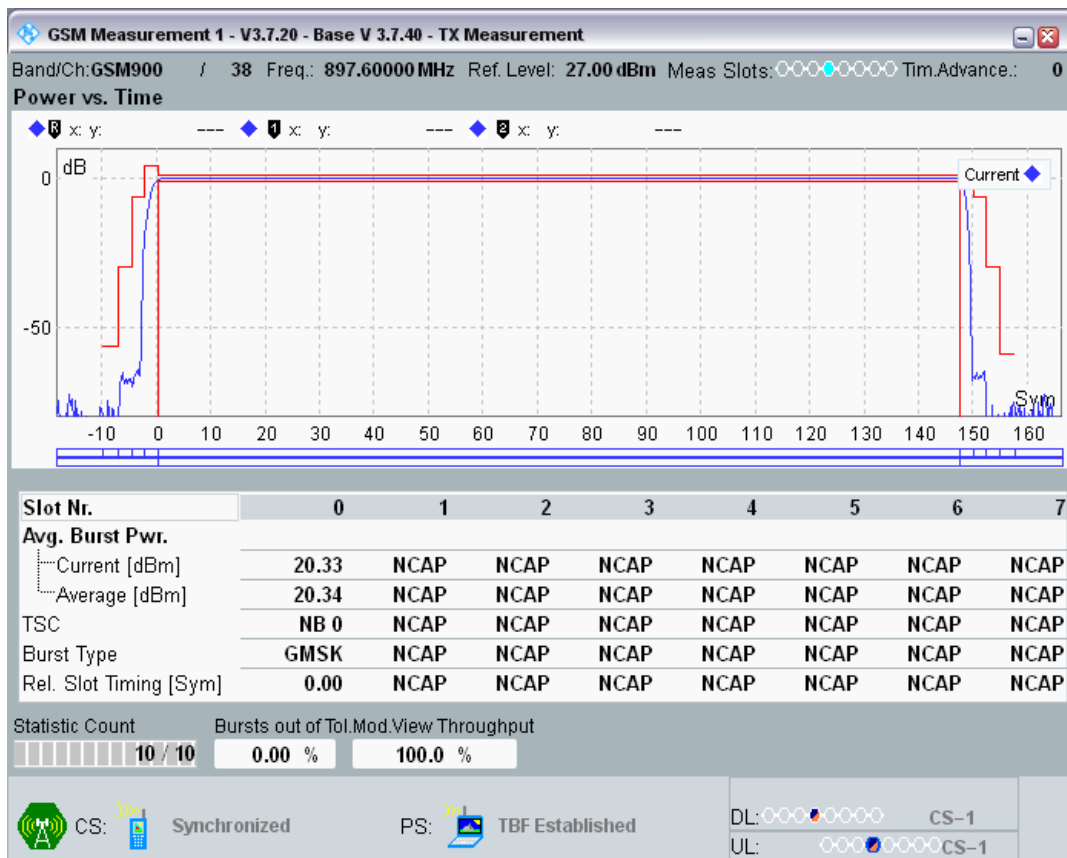 GSM Measurement 1 - V3.7.20 - Base V 3.7.40 - TX Measurement
Band/Ch:GSM900 / 38 Freq.: 897.60000 MHz Ref. Level: 27.00 dBm Meas Slots: Tim.Advance.: 0
Power vs. Time
R x: y: --- 1 x: y: --- 2 x: y: ---
dB
Current
0
-50
Sym
-10 0 10 20 30 40 50 60 70 80 90 100 110 120 130 140 150 160
Slot Nr. 0 1 2 3 4 5 6 7
Avg. Burst Pwr.
Current [dBm] 20.33 NCAP NCAP NCAP NCAP NCAP NCAP NCAP
Average [dBm] 20.34 NCAP NCAP NCAP NCAP NCAP NCAP NCAP
TSC NB 0 NCAP NCAP NCAP NCAP NCAP NCAP NCAP
Burst Type GMSK NCAP NCAP NCAP NCAP NCAP NCAP NCAP
Rel. Slot Timing [Sym] 0.00 NCAP NCAP NCAP NCAP NCAP NCAP NCAP
Statistic Count Bursts out of Tol.Mod.View Throughput
10 / 10 0.00 % 100.0 %
CS: Synchronized PS: TBF Established DL: CS-1
UL: CS-1